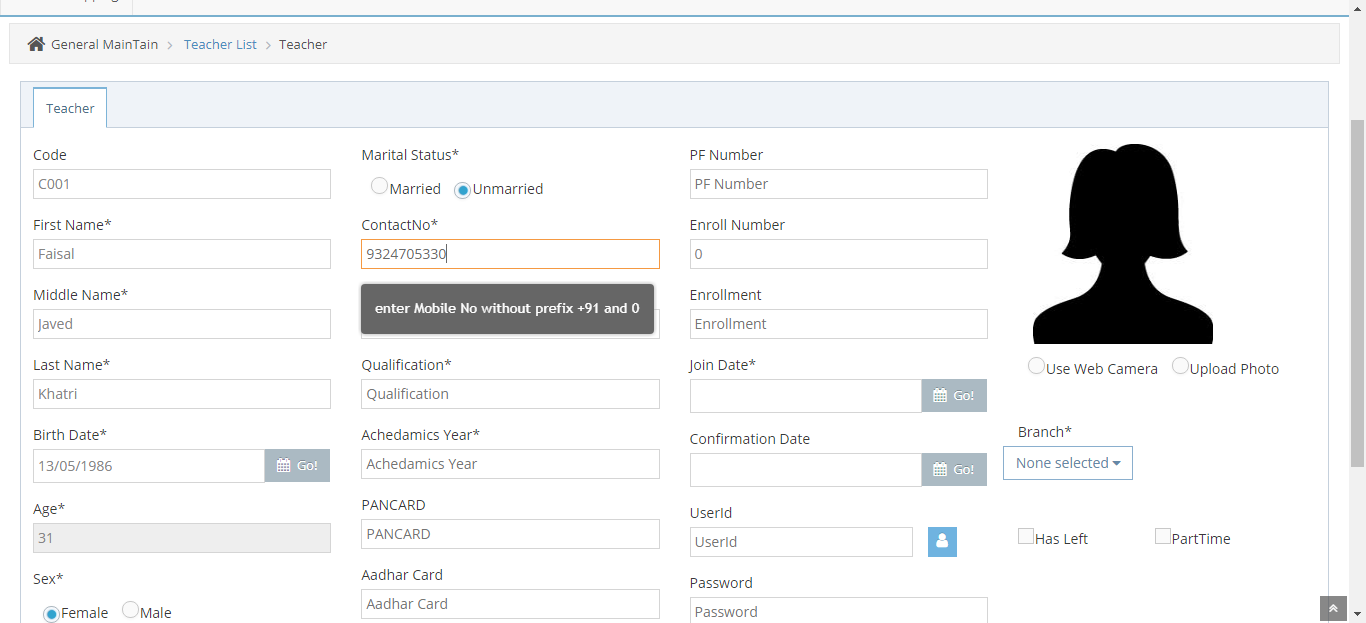 General MainTain > Teacher List > Teacher
Teacher
Code
C001
First Name*
Faisal
Middle Name*
Javed
Last Name*
Khatri
Birth Date*
13/05/1986 Go!
Age*
31
Sex*
Female Male
Marital Status*
Married Unmarried
ContactNo*
9324705330
enter Mobile No without prefix +91 and 0
Qualification*
Qualification
Achedamics Year*
Achedamics Year
PANCARD
PANCARD
Aadhar Card
Aadhar Card
PF Number
PF Number
Enroll Number
0
Enrollment
Enrollment
Join Date*
Go!
Confirmation Date
Go!
UserId
UserId
Password
Password
Use Web Camera Upload Photo
Branch*
None selected
Has Left PartTime